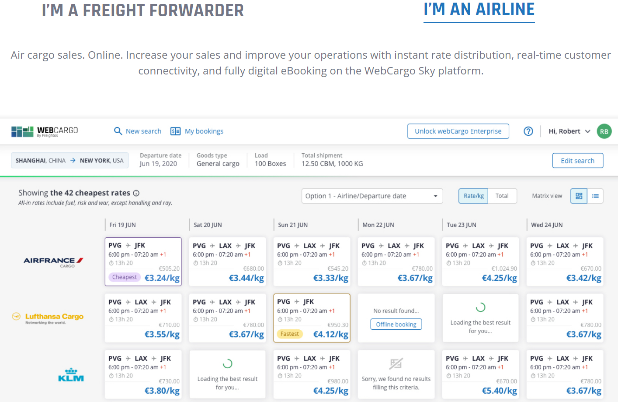 I'M A FREIGHT FORWARDER
I'M AN AIRLINE
Air cargo sales. Online. Increase your sales and improve your operations with instant rate distribution, real-time customer
connectivity, and fully digital eBooking on the WebCargo Sky platform.
WEBCARGO
New search
My bookings
Unlock webCargo Enterprise
Hi, Robert
RB
SHANGHAI, CHINA → NEW YORK, USA
Departure date
Jun 19, 2020
Goods type
General cargo
Load
100 Boxes
Total shipment
12:50 CBM, 1000 KG
Edit search
Showing the 42 cheapest rates
All-in rates include fuel, risk and war, except handling and ray.
Option 1 - Airline/Departure date
Rate/kg
Total
Matrix view
Fri 19 JUN
Sat 20 JUN
Sun 21 JUN
Mon 22 JUN
Tue 23 JUN
Wed 24 JUN
AIRFRANCE
CARGO
PVG JFK
6:00 pm - 07:20 am +1
13h 20
€905.20
Cheapest
€3.24/kg
PVG LAX JFK
6:00 pm - 07:20 am +1
13h 20
€680.00
€3.44/kg
PVG LAX JFK
6:00 pm - 07:20 am +1
13h 20
€545.20
€3.33/kg
PVG LAX JFK
6:00 pm - 07:20 am +1
13h 20
€780.00
€3.67/kg
PVG LAX JFK
6:00 pm - 07:20 am +1
13h 20
€1,024.90
€4.25/kg
PVG LAX JFK
6:00 pm - 07:20 am +1
13h 20
€670.00
€3.42/kg
Lufthansa Cargo
Networking the world.
PVG LAX JFK
6:00 pm - 07:20 am +1
13h 20
€710.00
€3.55/kg
PVG LAX JFK
6:00 pm - 07:20 am +1
13h 20
€780.00
€3.67/kg
PVG JFK
6:00 pm - 07:20 am +1
13h 20
€950.30
Fastest
€4.12/kg
No result found...
Offline booking
Loading the best result
for you...
PVG LAX JFK
6:00 pm - 07:20 am +1
13h 20
€780.00
€3.67/kg
KLM
PVG LAX JFK
6:00 pm - 07:20 am +1
13h 20
€730.00
€3.80/kg
Loading the best result
for you...
PVG LAX JFK
6:00 pm - 07:20 am +1
13h 20
€980.00
€4.25/kg
Sorry, we found no results
filling this criteria.
PVG LAX JFK
6:00 pm - 07:20 am +1
13h 20
€670.00
€5.40/kg
PVG LAX JFK
6:00 pm - 07:20 am +1
13h 20
€780.00
€3.67/kg